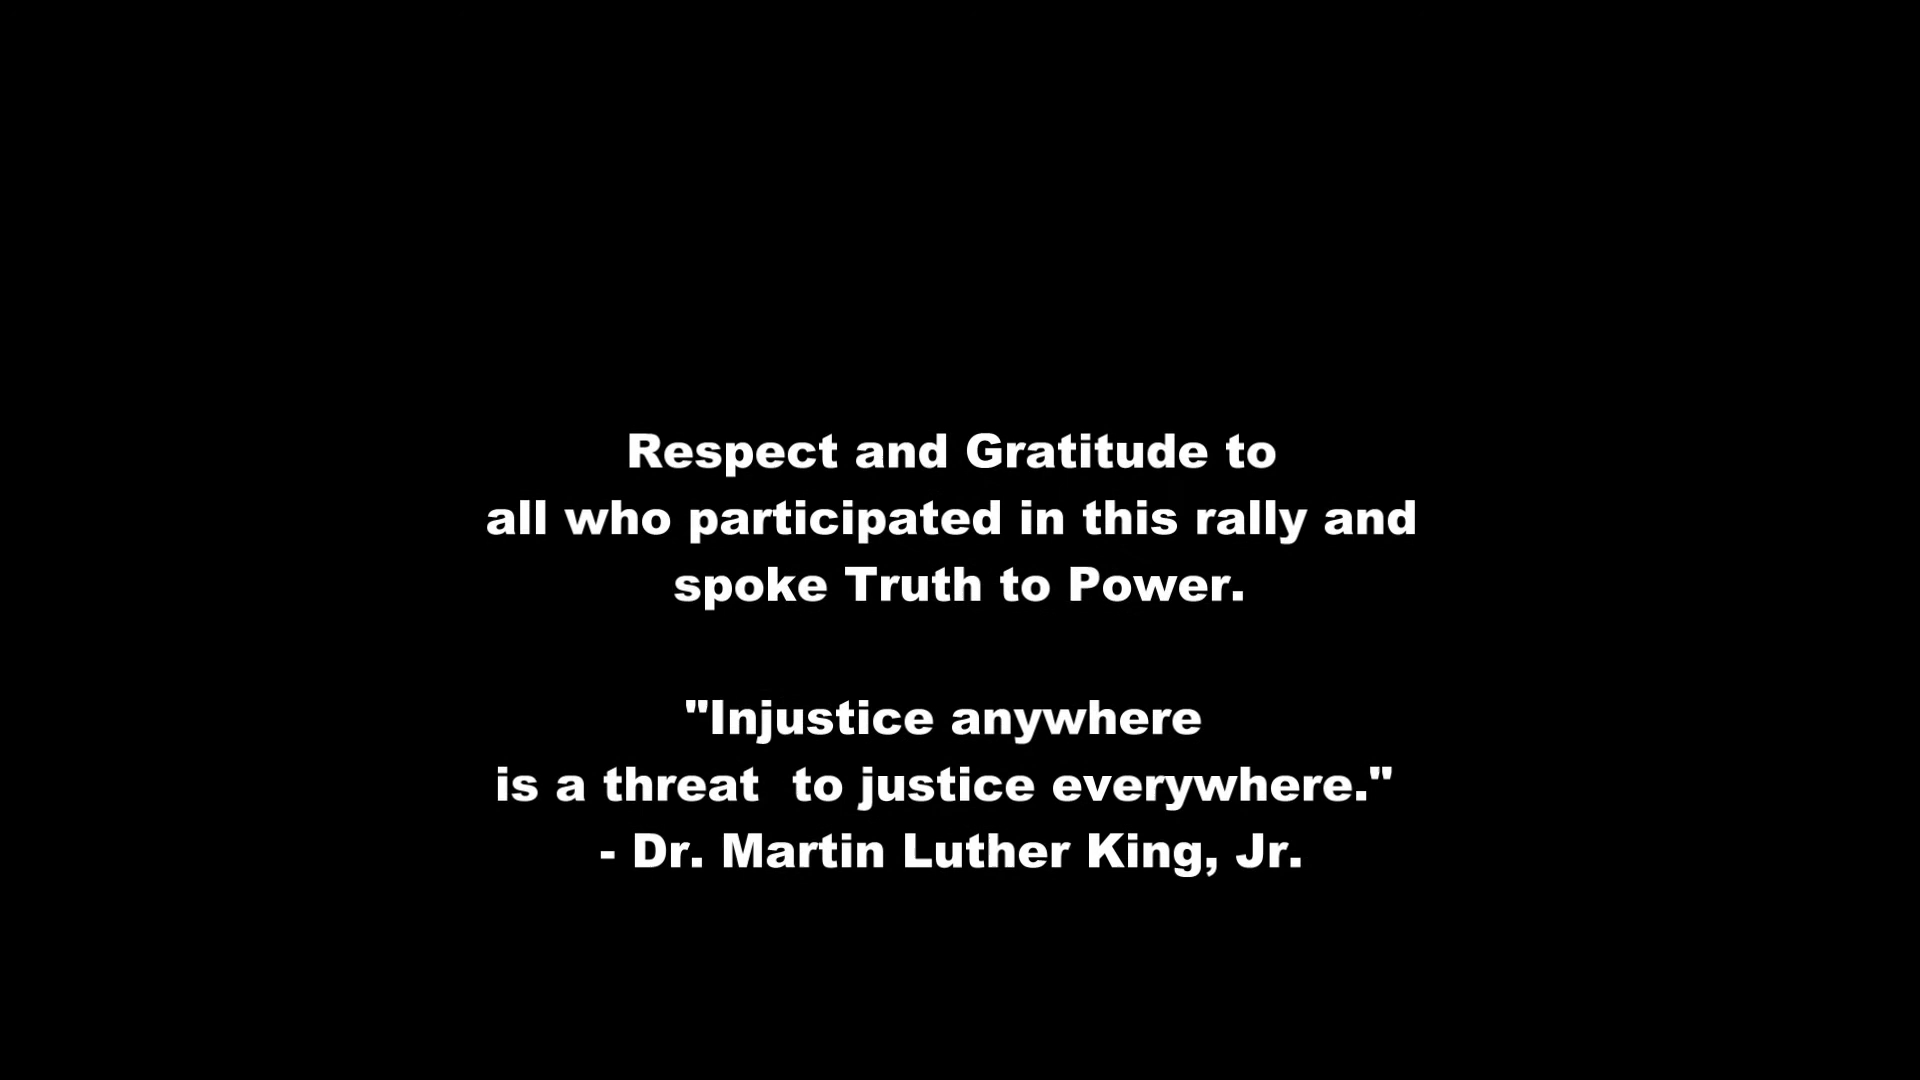 Respect and Gratitude to
all who participated in this rally and
spoke Truth to Power.
"Injustice anywhere
is a threat  to justice everywhere."
- Dr. Martin Luther King, Jr.